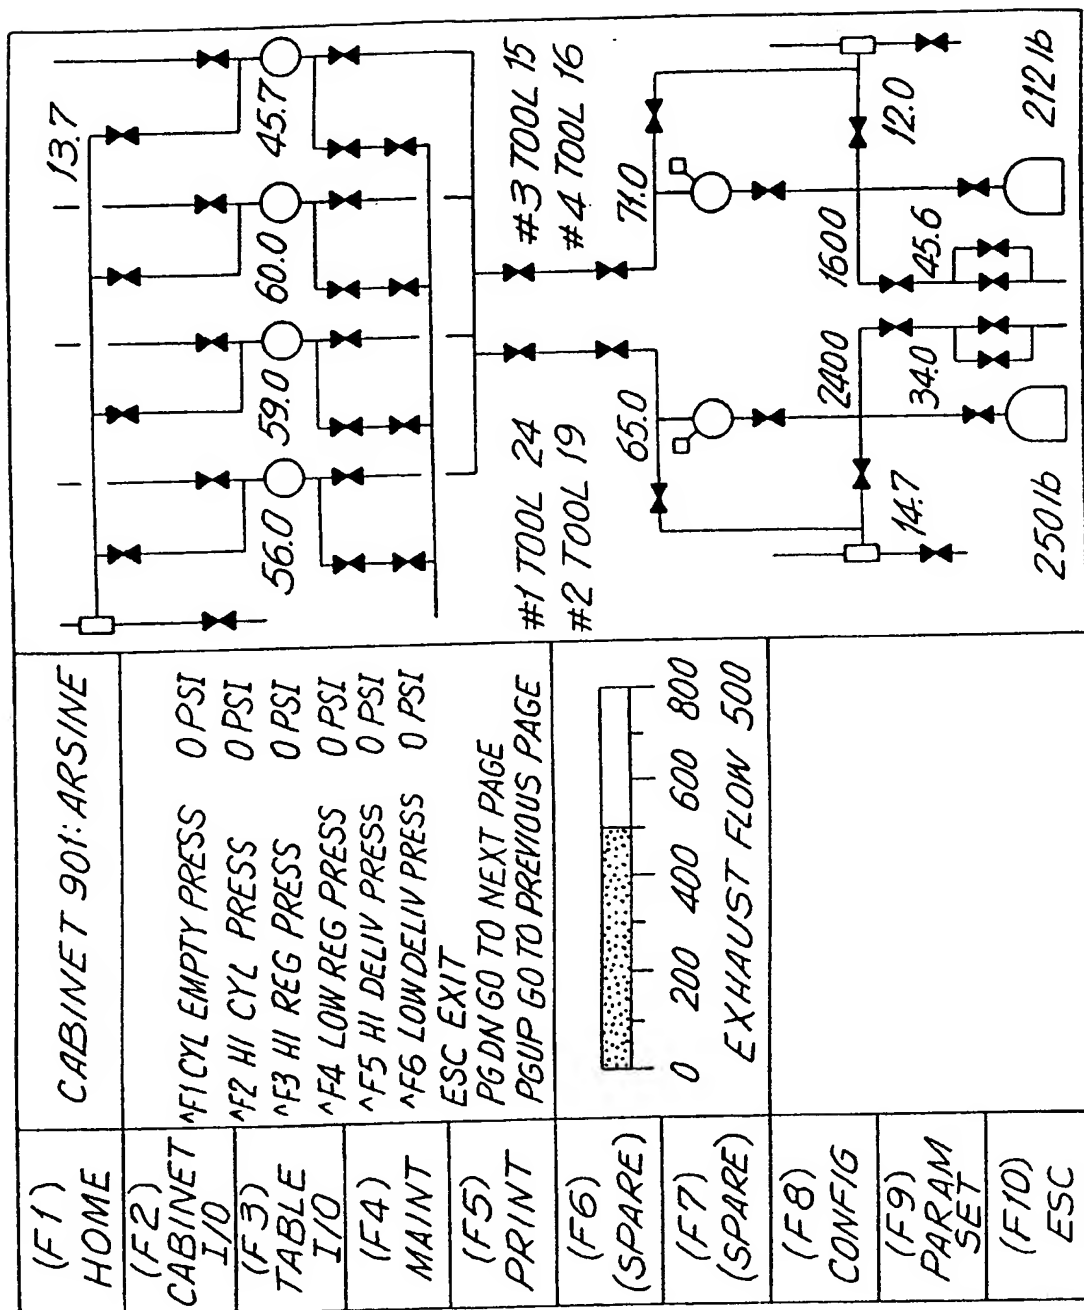 (F1)
HOME
(F2)
CABINET
I/O
(F3)
TABLE
I/O
(F4)
MAINT
(F5)
PRINT
(F6)
(SPARE)
(F7)
(SPARE)
(F8)
CONFIG
(F9)
PARAM
SET
(F10)
ESC
CABINET 901: ARSINE
^F1 CYL EMPTY PRESS 0 PSI
^F2 HI CYL PRESS 0 PSI
^F3 HI REG PRESS 0 PSI
^F4 LOW REG PRESS 0 PSI
^F5 HI DELIV PRESS 0 PSI
^F6 LOW DELIV PRESS 0 PSI
ESC EXIT
PG DN GO TO NEXT PAGE
PGUP GO TO PREVIOUS PAGE
0 200 400 600 800
EXHAUST FLOW 500
13.7
56.0 59.0 60.0 45.7
#1 TOOL 24 #3 TOOL 15
#2 TOOL 19 #4 TOOL 16
65.0 71.0
2400 1600
14.7 12.0
34.0 45.6
250 lb 212 lb